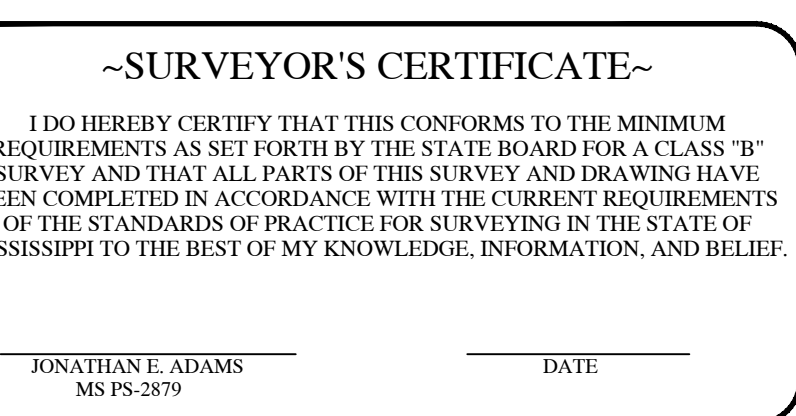 ~SURVEYOR'S CERTIFICATE~
I DO HEREBY CERTIFY THAT THIS CONFORMS TO THE MINIMUM
REQUIREMENTS AS SET FORTH BY THE STATE BOARD FOR A CLASS "B"
SURVEY AND THAT ALL PARTS OF THIS SURVEY AND DRAWING HAVE
EEN COMPLETED IN ACCORDANCE WITH THE CURRENT REQUIREMENTS
OF THE STANDARDS OF PRACTICE FOR SURVEYING IN THE STATE OF
SSISSIPPI TO THE BEST OF MY KNOWLEDGE, INFORMATION, AND BELIEF.
JONATHAN E. ADAMS
MS PS-2879
DATE